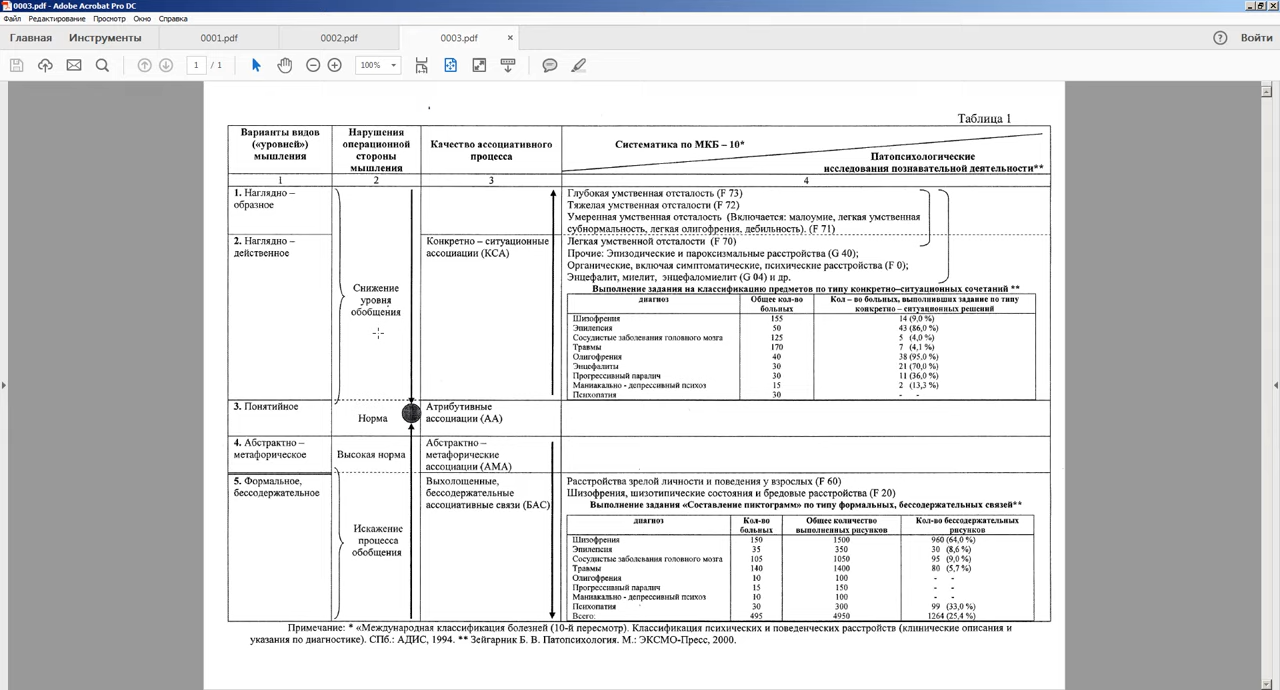 0003.pdf - Adobe Acrobat Pro DC
Файл Редактирование Просмотр Окно Справка
Главная Инструменты 0001.pdf 0002.pdf 0003.pdf × Войти
1 / 1 100%
Таблица 1
Варианты видов
(«уровней»)
мышления
Нарушения
операционной
стороны
мышления
Качество ассоциативного
процесса
Систематика по МКБ – 10*
Патопсихологические
исследования познавательной деятельности**
1 2 3 4
1. Наглядно –
образное
Глубокая умственная отсталость (F 73)
Тяжелая умственная отсталости (F 72)
Умеренная умственная отсталость (Включается: малоумие, легкая умственная
субнормальность, легкая олигофрения, дебильность). (F 71)
2. Наглядно –
действенное
Снижение
уровня
обобщения
Конкретно – ситуационные
ассоциации (КСА)
Легкая умственной отсталости (F 70)
Прочие: Эпизодические и пароксизмальные расстройства (G 40);
Органические, включая симптоматические, психические расстройства (F 0);
Энцефалит, миелит, энцефаломиелит (G 04) и др.
Выполнение задания на классификацию предметов по типу конкретно–ситуационных сочетаний **
диагноз
Общее кол-во
больных
Кол – во больных, выполнивших задание по типу
конкретно – ситуационных решений
Шизофрения 155 14 (9,0 %)
Эпилепсия 50 43 (86,0 %)
Сосудистые заболевания головного мозга 125 5 (4,0 %)
Травмы 170 7 (4,1 %)
Олигофрения 40 38 (95,0 %)
Энцефалиты 30 21 (70,0 %)
Прогрессивный паралич 30 11 (36,0 %)
Маниакально - депрессивный психоз 15 2 (13,3 %)
Психопатия 30 - -
3. Понятийное
Норма
Атрибутивные
ассоциации (АА)
4. Абстрактно –
метафорическое
Высокая норма
Абстрактно –
метафорические
ассоциации (АМА)
5. Формальное,
бессодержательное
Искажение
процесса
обобщения
Выхолощенные,
бессодержательные
ассоциативные связи (БАС)
Расстройства зрелой личности и поведения у взрослых (F 60)
Шизофрения, шизотипические состояния и бредовые расстройства (F 20)
Выполнение задания «Составление пиктограмм» по типу формальных, бессодержательных связей**
диагноз
Кол-во
больных
Общее количество
выполненных рисунков
Кол-во бессодержательных
рисунков
Шизофрения 150 1500 960 (64,0 %)
Эпилепсия 35 350 30 (8,6 %)
Сосудистые заболевания головного мозга 105 1050 95 (9,0 %)
Травмы 140 1400 80 (5,7 %)
Олигофрения 10 100 - -
Прогрессивный паралич 15 150 - -
Маниакально - депрессивный психоз 10 100 - -
Психопатия 30 300 99 (33,0 %)
Всего: 495 4950 1264 (25,4 %)
Примечание: * «Международная классификация болезней (10-й пересмотр). Классификация психических и поведенческих расстройств (клинические описания и
указания по диагностике). СПб.: АДИС, 1994. ** Зейгарник Б. В. Патопсихология. М.: ЭКСМО-Пресс, 2000.